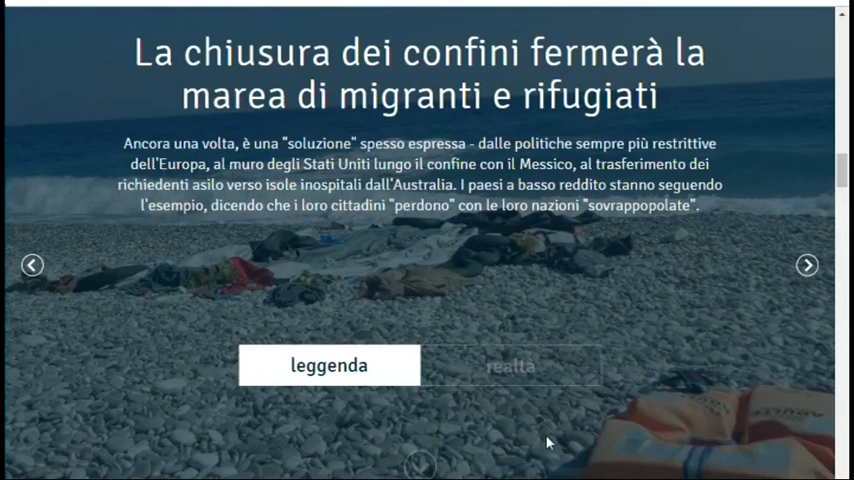 La chiusura dei confini fermerà la
marea di migranti e rifugiati
Ancora una volta, è una "soluzione" spesso espressa - dalle politiche sempre più restrittive
dell'Europa, al muro degli Stati Uniti lungo il confine con il Messico, al trasferimento dei
richiedenti asilo verso isole inospitali dall'Australia. I paesi a basso reddito stanno seguendo
l'esempio, dicendo che i loro cittadini "perdono" con le loro nazioni "sovrappopolate".
leggenda realtà